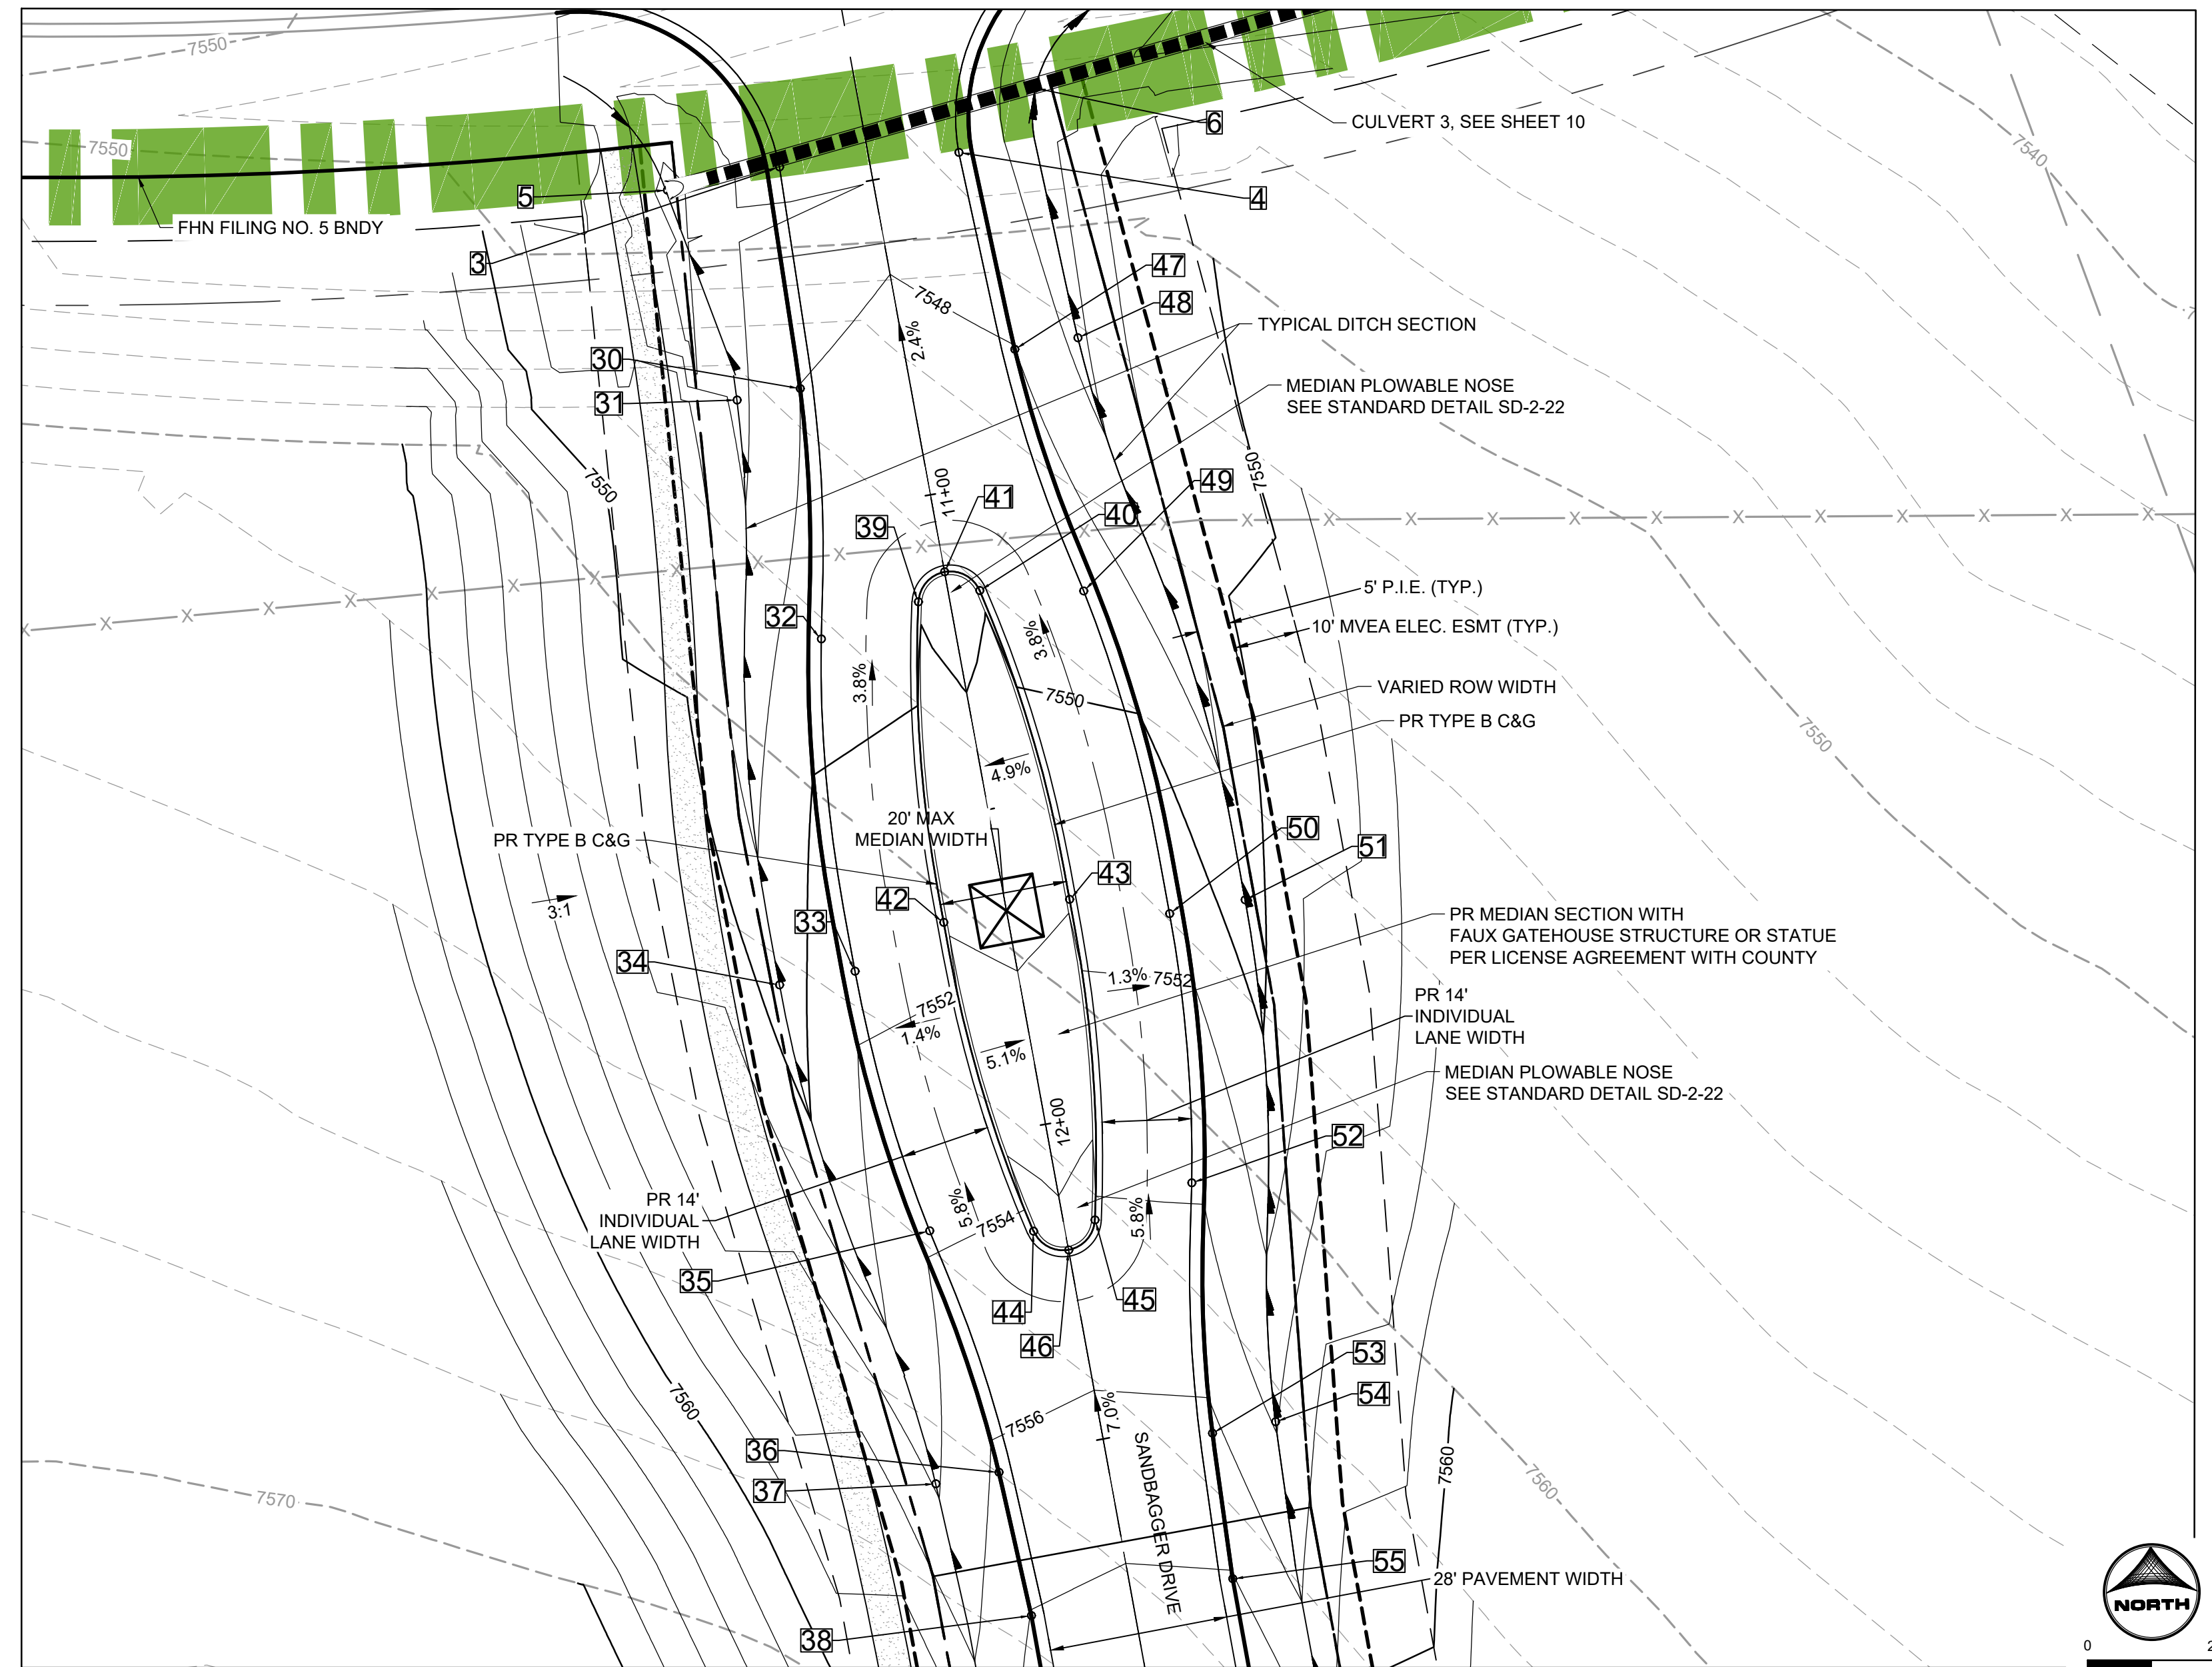 7550
7550
7540
CULVERT 3, SEE SHEET 10
6
5
4
FHN FILING NO. 5 BNDY
3
47
7548
48
TYPICAL DITCH SECTION
2.4%
30
31
MEDIAN PLOWABLE NOSE
SEE STANDARD DETAIL SD-2-22
7550
7550
49
11+00
41
40
39
X X X X X X X X X X X X X X X X X X X X X X X X X X X
5' P.I.E. (TYP.)
32
10' MVEA ELEC. ESMT (TYP.)
3.8%
3.8%
VARIED ROW WIDTH
7550
PR TYPE B C&G
7550
4.9%
20' MAX
MEDIAN WIDTH
PR TYPE B C&G
50
51
43
42
3:1
33
PR MEDIAN SECTION WITH
FAUX GATEHOUSE STRUCTURE OR STATUE
PER LICENSE AGREEMENT WITH COUNTY
34
1.3%
7552
7552
1.4%
PR 14'
INDIVIDUAL
LANE WIDTH
5.1%
MEDIAN PLOWABLE NOSE
SEE STANDARD DETAIL SD-2-22
12+00
52
PR 14'
INDIVIDUAL
LANE WIDTH
5.8%
7554
5.8%
35
44
45
46
53
54
7560
7.0%
7556
36
37
7570
SANDBAGGER DRIVE
7560
7560
55
28' PAVEMENT WIDTH
38
NORTH
0
2